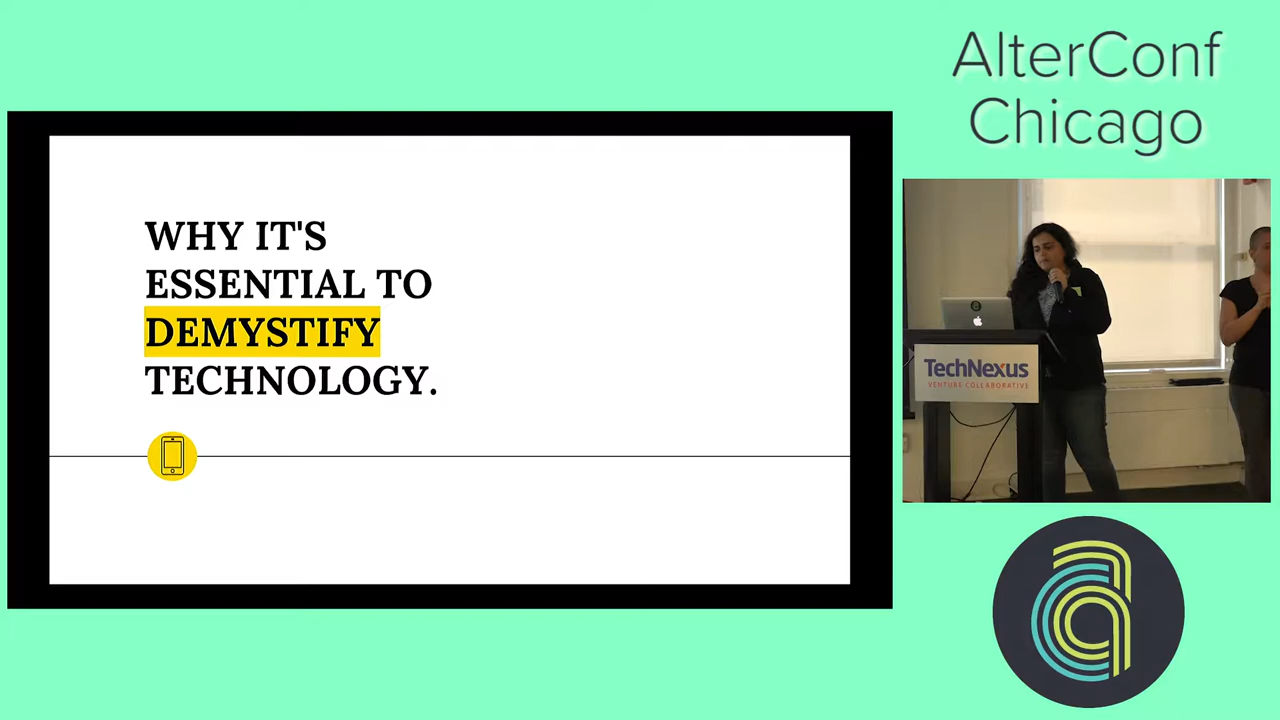 AlterConf
Chicago
WHY IT'S
ESSENTIAL TO
DEMYSTIFY
TECHNOLOGY.
TechNexus
VENTURE COLLABORATIVE